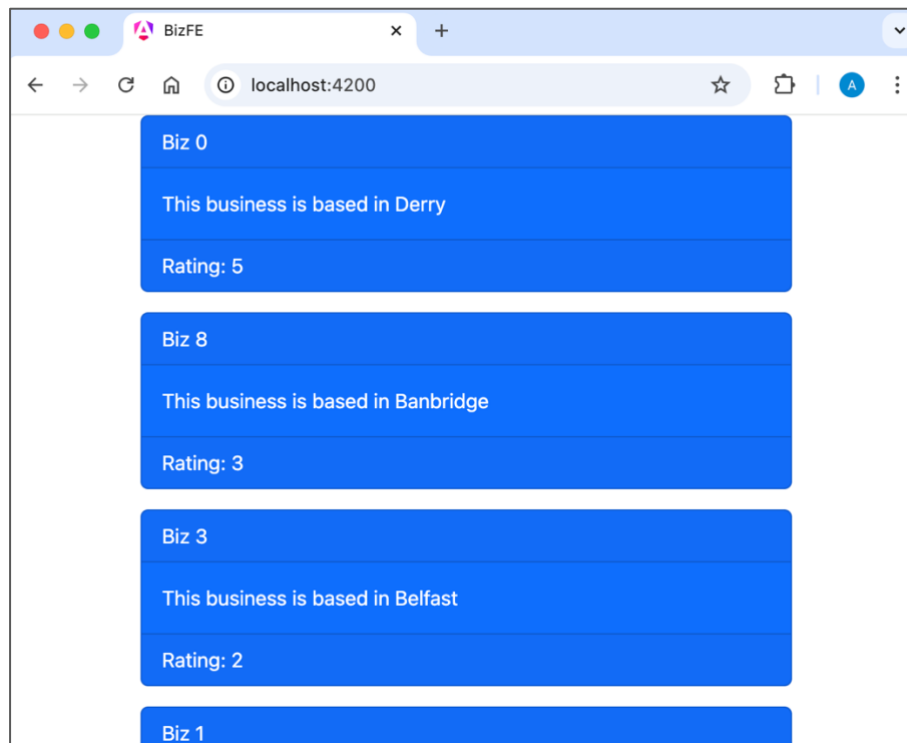 BizFE
localhost:4200
A
Biz 0
This business is based in Derry
Rating: 5
Biz 8
This business is based in Banbridge
Rating: 3
Biz 3
This business is based in Belfast
Rating: 2
Biz 1